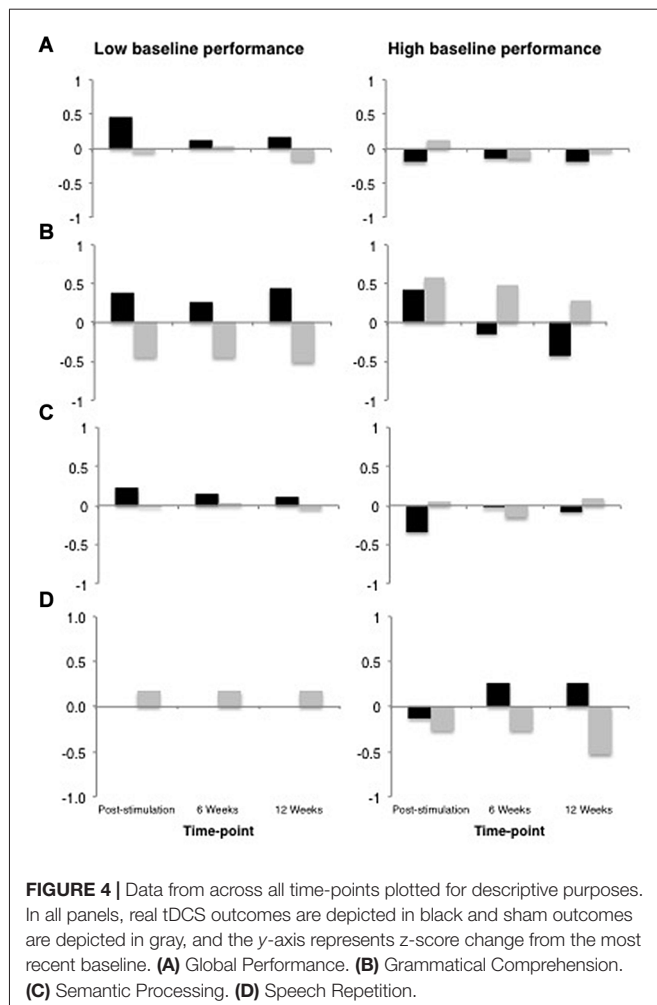 A
Low baseline performance
High baseline performance
1
0.5
0
-0.5
-1
1
0.5
0
-0.5
-1
B
1
0.5
0
-0.5
-1
1
0.5
0
-0.5
-1
C
1
0.5
0
-0.5
-1
1
0.5
0
-0.5
-1
D
1.0
0.5
0.0
-0.5
-1.0
Post-stimulation
6 Weeks
12 Weeks
Time-point
1
0.5
0
-0.5
-1
Post-stimulation
6 Weeks
12 Weeks
Time-point
FIGURE 4 | Data from across all time-points plotted for descriptive purposes.
In all panels, real tDCS outcomes are depicted in black and sham outcomes
are depicted in gray, and the y-axis represents z-score change from the most
recent baseline. (A) Global Performance. (B) Grammatical Comprehension.
(C) Semantic Processing. (D) Speech Repetition.